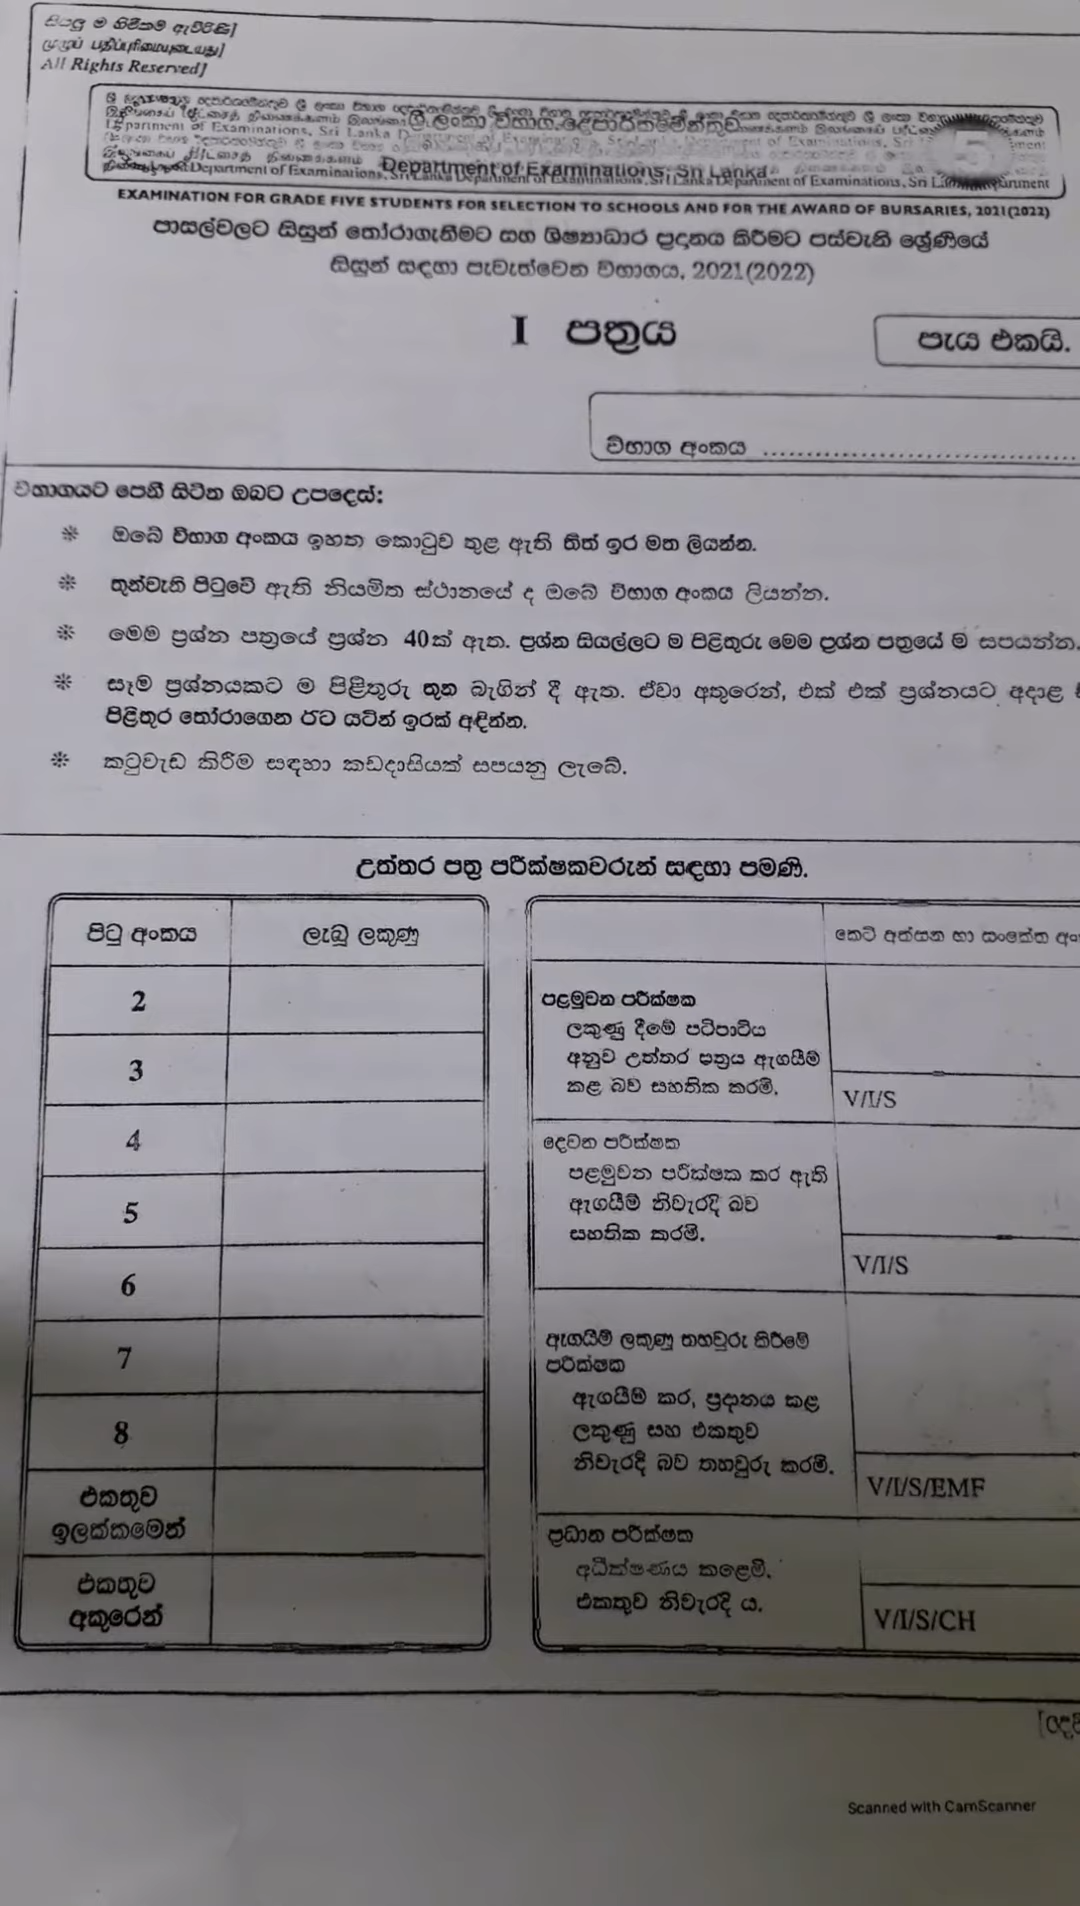 සියලු ම හිමිකම් ඇවිරිණි]
முழுப் பதிப்புரிமையுடையது]
All Rights Reserved]
ශ්‍රී ලංකා විභාග දෙපාර්තමේන්තුව
Department of Examinations, Sri Lanka
5
EXAMINATION FOR GRADE FIVE STUDENTS FOR SELECTION TO SCHOOLS AND FOR THE AWARD OF BURSARIES, 2021(2022)
පාසල්වලට සිසුන් තෝරාගැනීමට සහ ශිෂ්‍යාධාර ප්‍රදානය කිරීමට පස්වැනි ශ්‍රේණියේ
සිසුන් සඳහා පැවැත්වෙන විභාගය, 2021(2022)
I පත්‍රය
පැය එකයි.
විභාග අංකය ........................................
විභාගයට පෙනී සිටින ඔබට උපදෙස්:
❊ ඔබේ විභාග අංකය ඉහත කොටුව තුළ ඇති තිත් ඉර මත ලියන්න.
❊ තුන්වැනි පිටුවේ ඇති නියමිත ස්ථානයේ ද ඔබේ විභාග අංකය ලියන්න.
❊ මෙම ප්‍රශ්න පත්‍රයේ ප්‍රශ්න 40ක් ඇත. ප්‍රශ්න සියල්ලට ම පිළිතුරු මෙම ප්‍රශ්න පත්‍රයේ ම සපයන්න.
❊ සෑම ප්‍රශ්නයකට ම පිළිතුරු තුන බැගින් දී ඇත. ඒවා අතුරෙන්, එක් එක් ප්‍රශ්නයට අදාළ
පිළිතුර තෝරාගෙන ඊට යටින් ඉරක් අඳින්න.
❊ කටුවැඩ කිරීම සඳහා කඩදාසියක් සපයනු ලැබේ.
උත්තර පත්‍ර පරීක්ෂකවරුන් සඳහා පමණි.
පිටු අංකය
ලැබූ ලකුණු
2
3
4
5
6
7
8
එකතුව
ඉලක්කමෙන්
එකතුව
අකුරෙන්
කෙටි අත්සන හා සංකේත
පළමුවන පරීක්ෂක
ලකුණු දීමේ පටිපාටිය
අනුව උත්තර පත්‍රය ඇගයීම්
කළ බව සහතික කරමි.
V/I/S
දෙවන පරීක්ෂක
පළමුවන පරීක්ෂක කර ඇති
ඇගයීම් නිවැරදි බව
සහතික කරමි.
V/I/S
ඇගයීම් ලකුණු තහවුරු කිරීමේ
පරීක්ෂක
ඇගයීම් කර, ප්‍රදානය කළ
ලකුණු සහ එකතුව
නිවැරදි බව තහවුරු කරමි.
V/I/S/EMF
ප්‍රධාන පරීක්ෂක
අධීක්ෂණය කළෙමි.
එකතුව නිවැරදි ය.
V/I/S/CH
Scanned with CamScanner